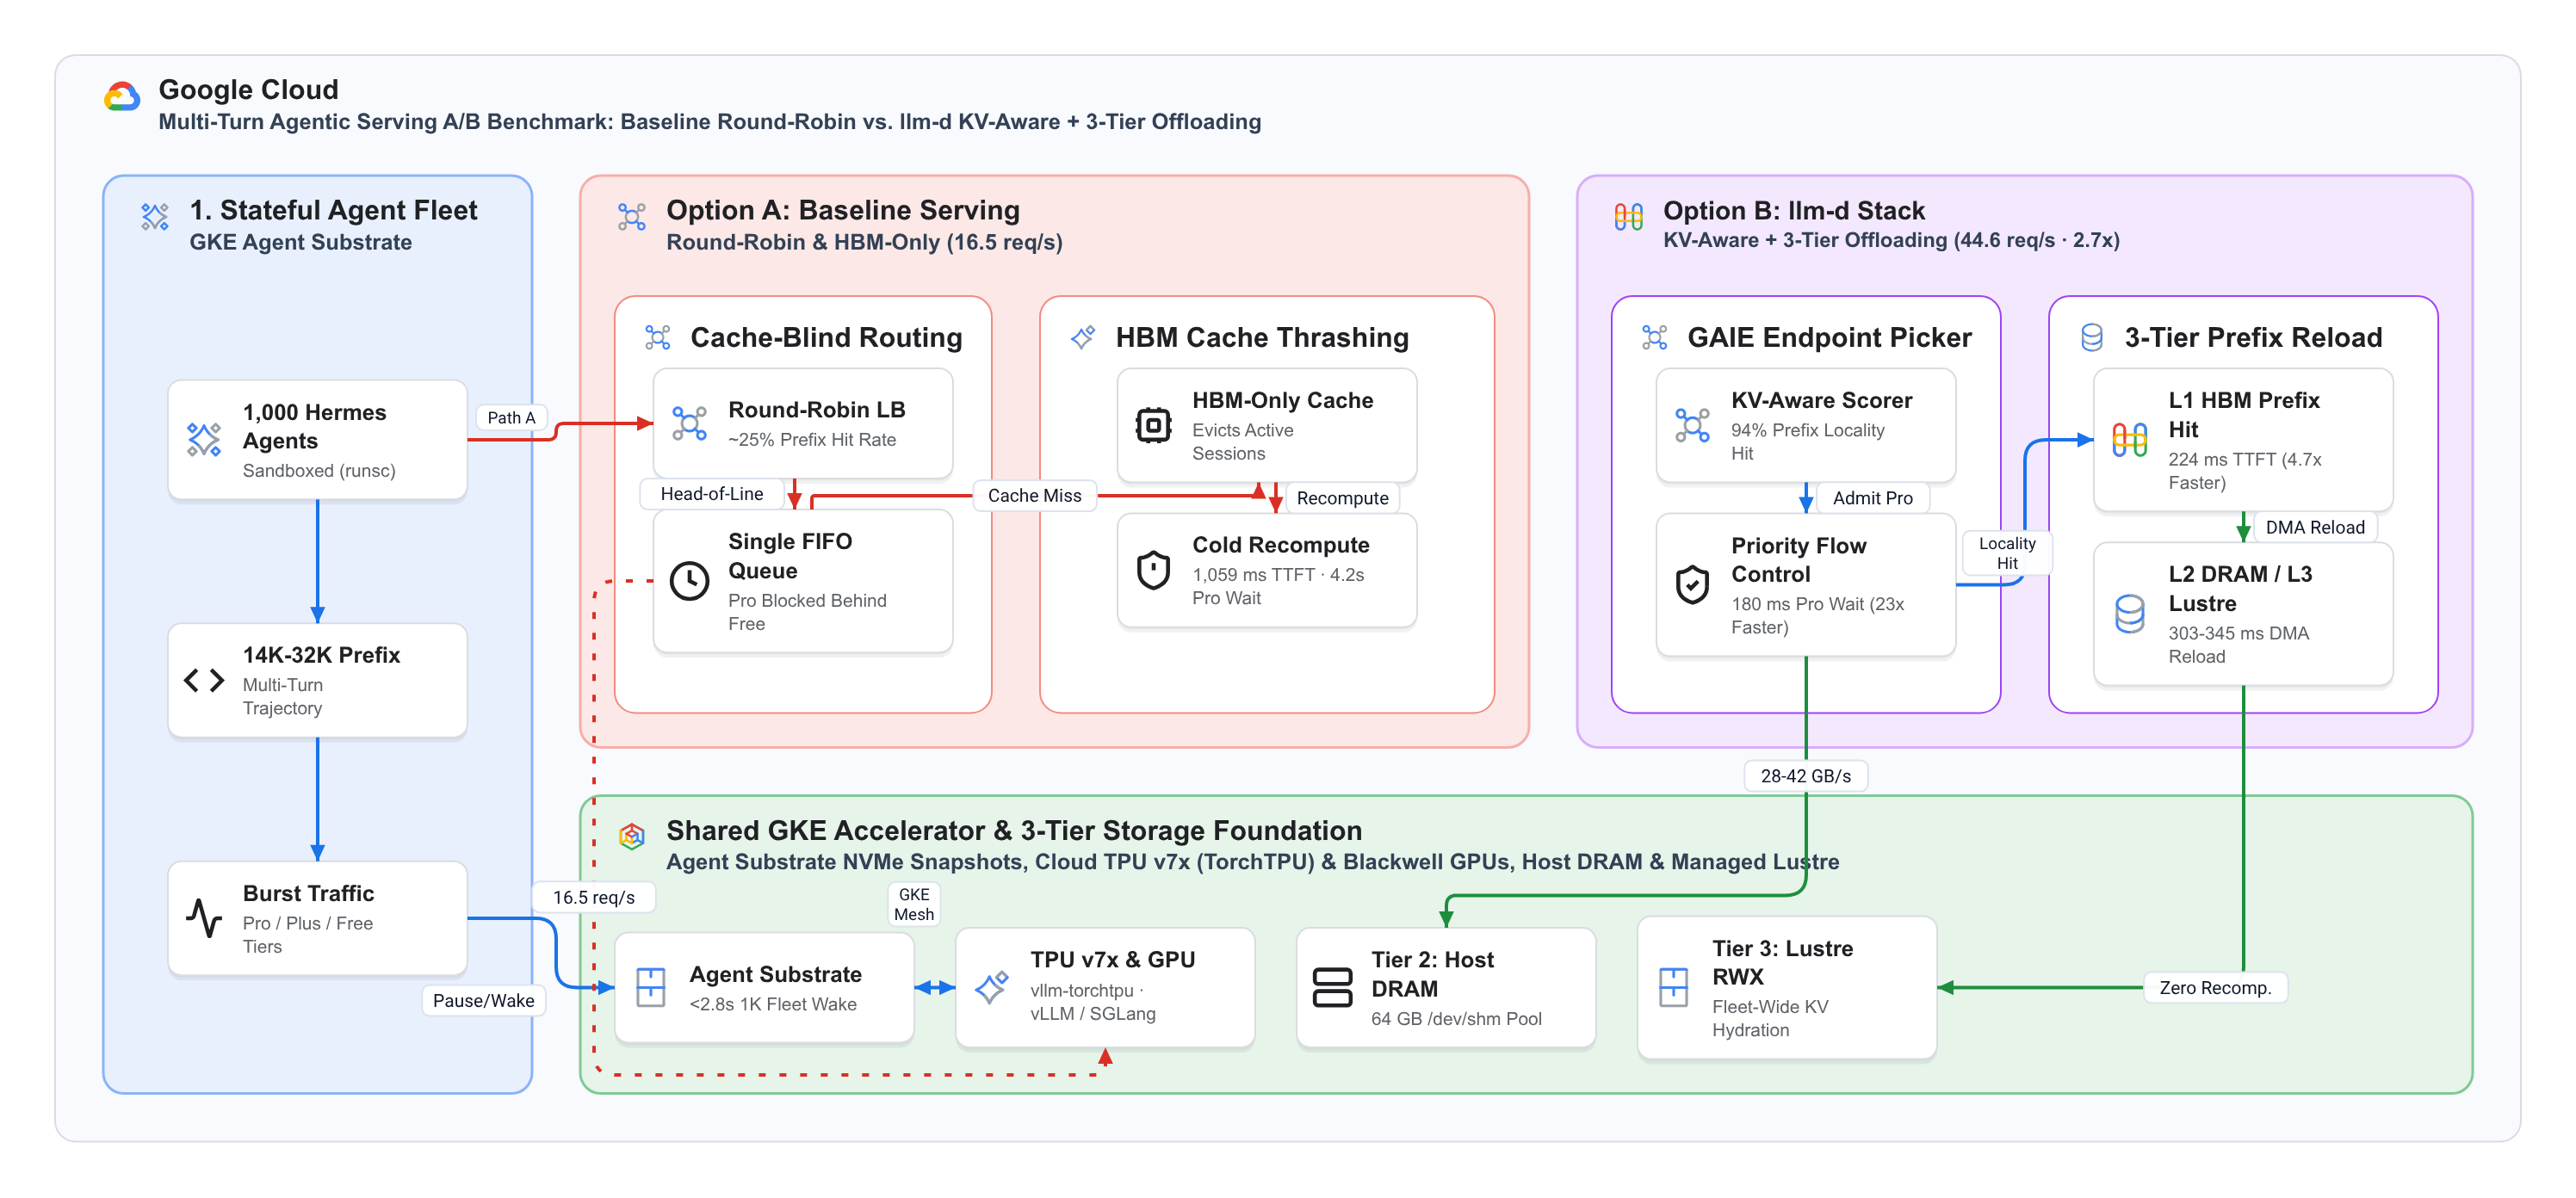 Google Cloud
Multi-Turn Agentic Serving A/B Benchmark: Baseline Round-Robin vs. llm-d KV-Aware + 3-Tier Offloading
1. Stateful Agent Fleet
GKE Agent Substrate
1,000 Hermes
Agents
Sandboxed (runsc)
14K-32K Prefix
Multi-Turn
Trajectory
Burst Traffic
Pro / Plus / Free
Tiers
Path A
Option A: Baseline Serving
Round-Robin & HBM-Only (16.5 req/s)
Cache-Blind Routing
Round-Robin LB
~25% Prefix Hit Rate
Head-of-Line
Single FIFO
Queue
Pro Blocked Behind
Free
Cache Miss
HBM Cache Thrashing
HBM-Only Cache
Evicts Active
Sessions
Recompute
Cold Recompute
1,059 ms TTFT · 4.2s
Pro Wait
Option B: llm-d Stack
KV-Aware + 3-Tier Offloading (44.6 req/s · 2.7x)
GAIE Endpoint Picker
KV-Aware Scorer
94% Prefix Locality
Hit
Admit Pro
Priority Flow
Control
180 ms Pro Wait (23x
Faster)
Locality
Hit
3-Tier Prefix Reload
L1 HBM Prefix
Hit
224 ms TTFT (4.7x
Faster)
DMA Reload
L2 DRAM / L3
Lustre
303-345 ms DMA
Reload
28-42 GB/s
Shared GKE Accelerator & 3-Tier Storage Foundation
Agent Substrate NVMe Snapshots, Cloud TPU v7x (TorchTPU) & Blackwell GPUs, Host DRAM & Managed Lustre
16.5 req/s
Pause/Wake
GKE
Mesh
Agent Substrate
<2.8s 1K Fleet Wake
TPU v7x & GPU
vllm-torchtpu ·
vLLM / SGLang
Tier 2: Host
DRAM
64 GB /dev/shm Pool
Tier 3: Lustre
RWX
Fleet-Wide KV
Hydration
Zero Recomp.